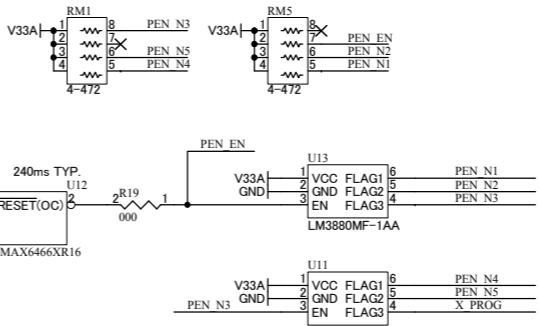 RM1
V33A
1 8 PEN_N3
2 7
3 6 PEN_N5
4 5 PEN_N4
4-472
RM5
V33A
1 8
2 7 PEN_EN
3 6 PEN_N2
4 5 PEN_N1
4-472
PEN_EN
240ms TYP.
U12
RESET(OC) 2
MAX6466XR16
R19
2 1
000
U13
V33A 1 VCC FLAG1 6 PEN_N1
GND 2 GND FLAG2 5 PEN_N2
3 EN FLAG3 4 PEN_N3
LM3880MF-1AA
U11
V33A 1 VCC FLAG1 6 PEN_N4
GND 2 GND FLAG2 5 PEN_N5
PEN_N3 3 EN FLAG3 4 X_PROG